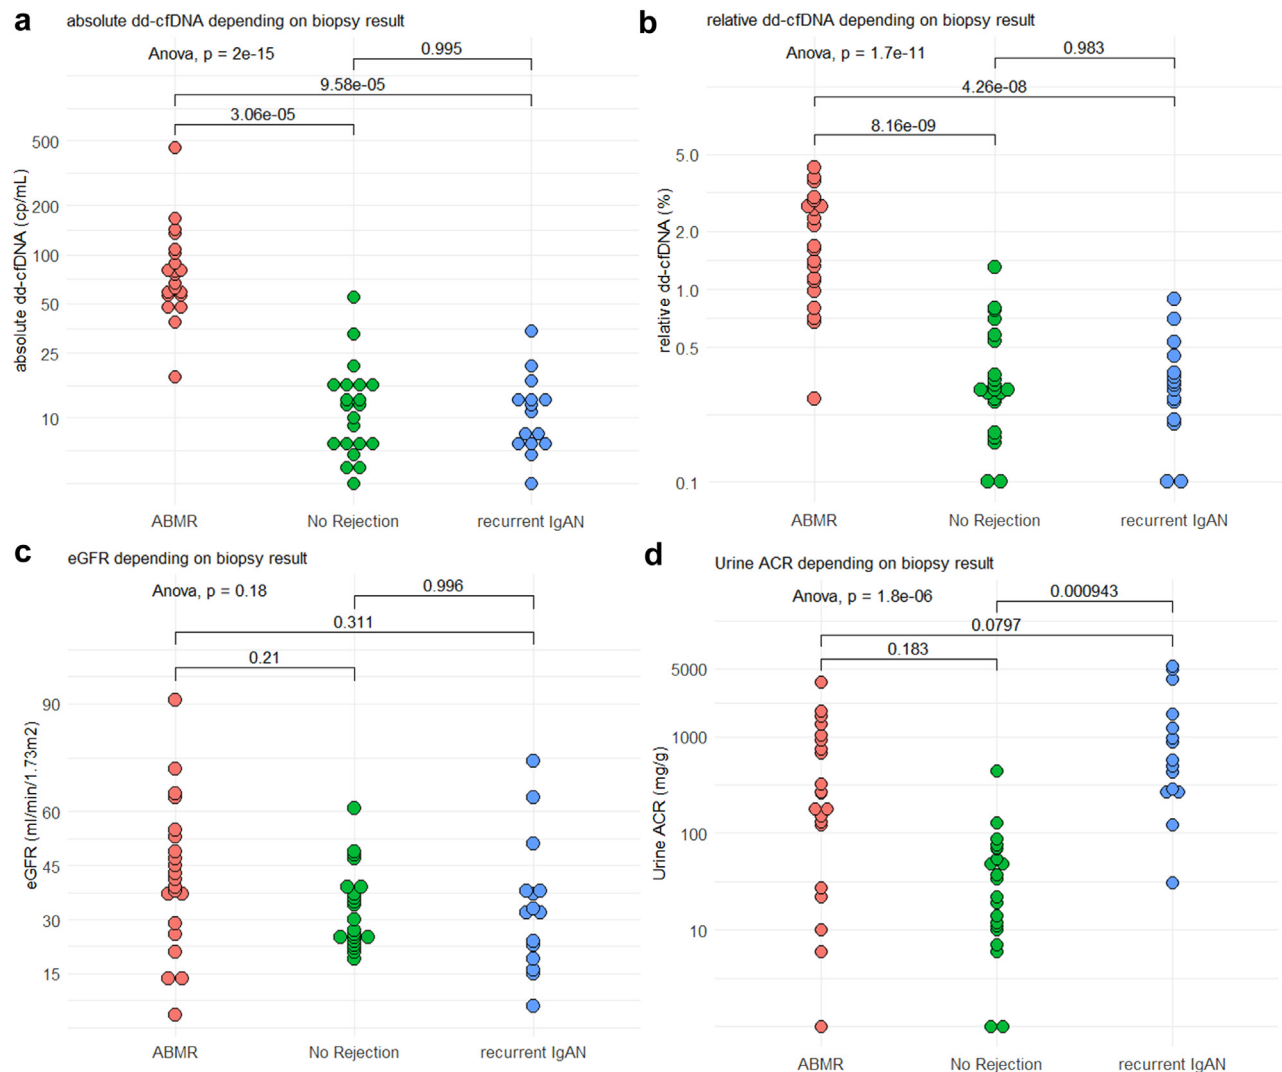 a
absolute dd-cfDNA depending on biopsy result
Anova, p = 2e-15
0.995
9.58e-05
3.06e-05
absolute dd-cfDNA (cp/mL)
500
200
100
50
25
10
ABMR
No Rejection
recurrent IgAN
b
relative dd-cfDNA depending on biopsy result
Anova, p = 1.7e-11
0.983
4.26e-08
8.16e-09
relative dd-cfDNA (%)
5.0
2.0
1.0
0.5
0.1
ABMR
No Rejection
recurrent IgAN
c
eGFR depending on biopsy result
Anova, p = 0.18
0.996
0.311
0.21
eGFR (ml/min/1.73m2)
90
60
45
30
15
ABMR
No Rejection
recurrent IgAN
d
Urine ACR depending on biopsy result
Anova, p = 1.8e-06
0.000943
0.0797
0.183
Urine ACR (mg/g)
5000
1000
100
10
ABMR
No Rejection
recurrent IgAN